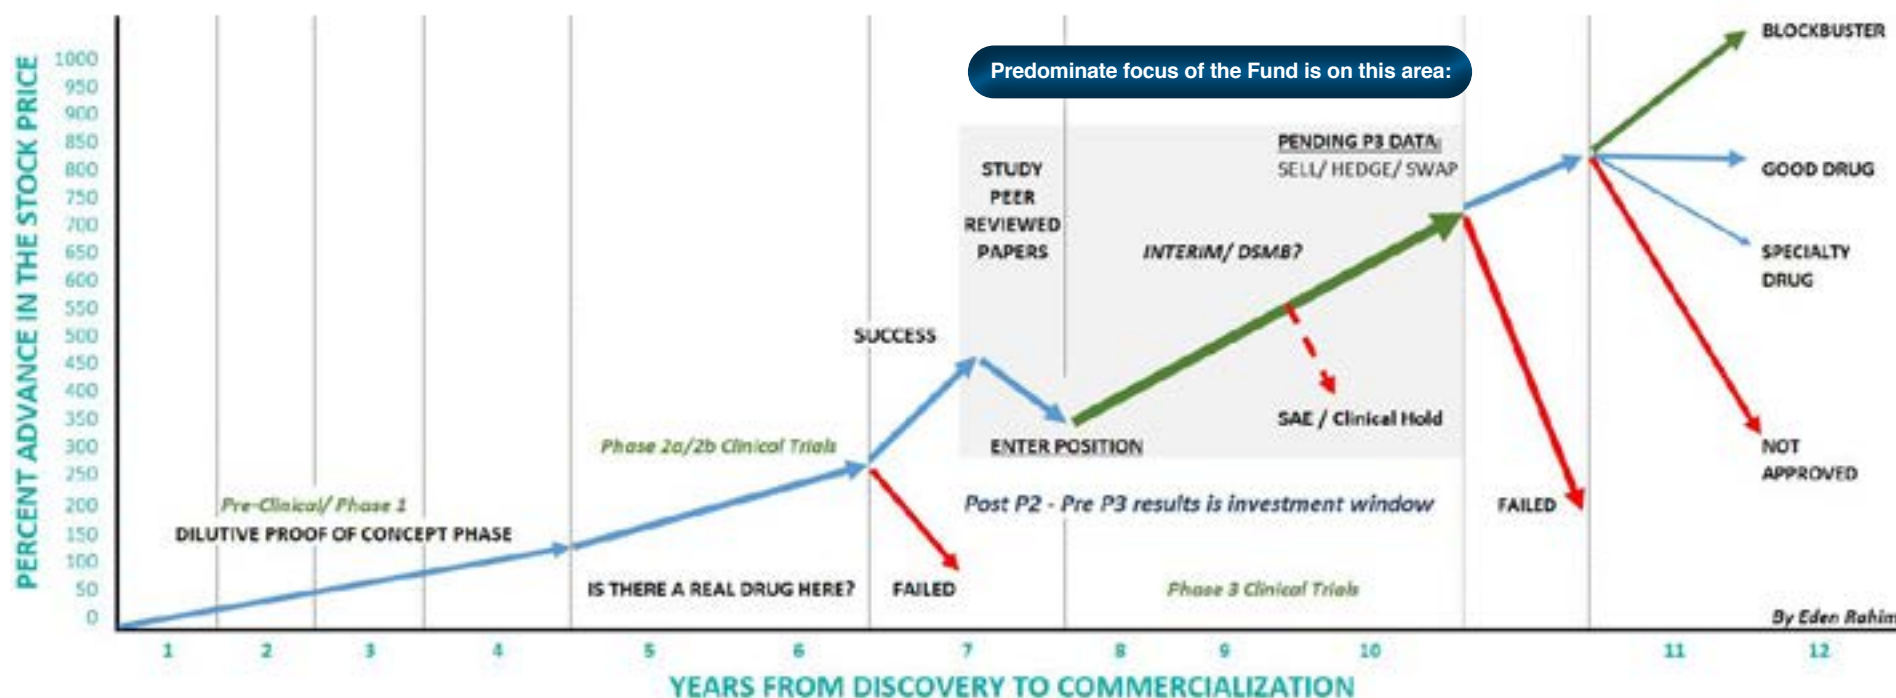 PERCENT ADVANCE IN THE STOCK PRICE
1000
950
900
850
800
750
700
650
600
550
500
450
400
350
300
250
200
150
100
50
0
Predominate focus of the Fund is on this area:
BLOCKBUSTER
PENDING P3 DATA:
SELL/ HEDGE/ SWAP
STUDY
PEER
REVIEWED
PAPERS
GOOD DRUG
INTERIM/ DSMB?
SPECIALTY
DRUG
SUCCESS
SAE / Clinical Hold
Phase 2a/2b Clinical Trials
ENTER POSITION
NOT
APPROVED
Pre-Clinical/ Phase 1
DILUTIVE PROOF OF CONCEPT PHASE
Post P2 - Pre P3 results is investment window
FAILED
IS THERE A REAL DRUG HERE?
FAILED
Phase 3 Clinical Trials
By Eden Rahim
1 2 3 4 5 6 7 8 9 10 11 12
YEARS FROM DISCOVERY TO COMMERCIALIZATION